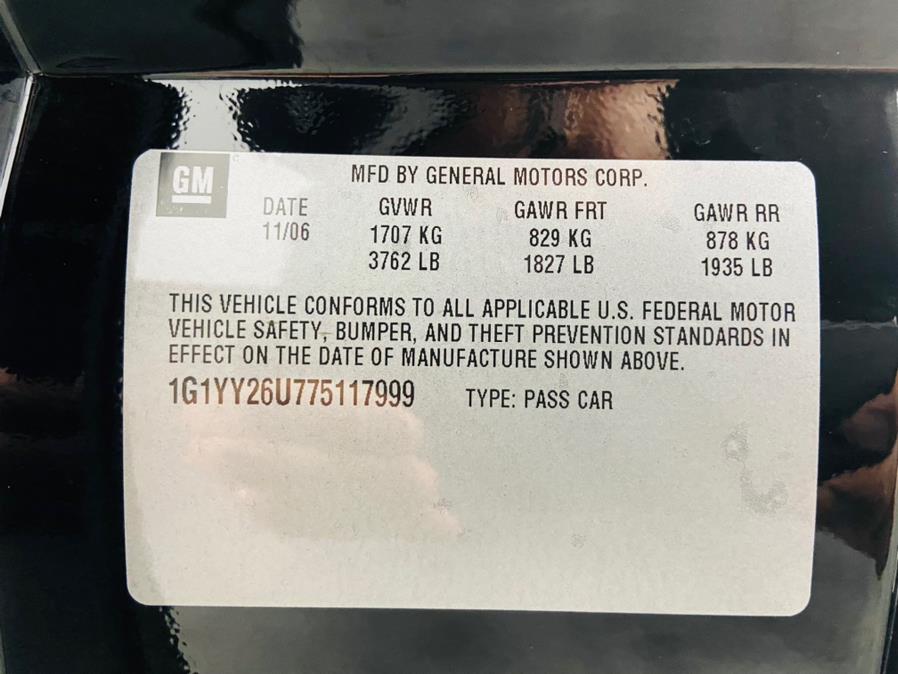 GM
MFD BY GENERAL MOTORS CORP.
DATE GVWR GAWR FRT GAWR RR
11/06 1707 KG 829 KG 878 KG
3762 LB 1827 LB 1935 LB
THIS VEHICLE CONFORMS TO ALL APPLICABLE U.S. FEDERAL MOTOR
VEHICLE SAFETY, BUMPER, AND THEFT PREVENTION STANDARDS IN
EFFECT ON THE DATE OF MANUFACTURE SHOWN ABOVE.
1G1YY26U775117999 TYPE: PASS CAR